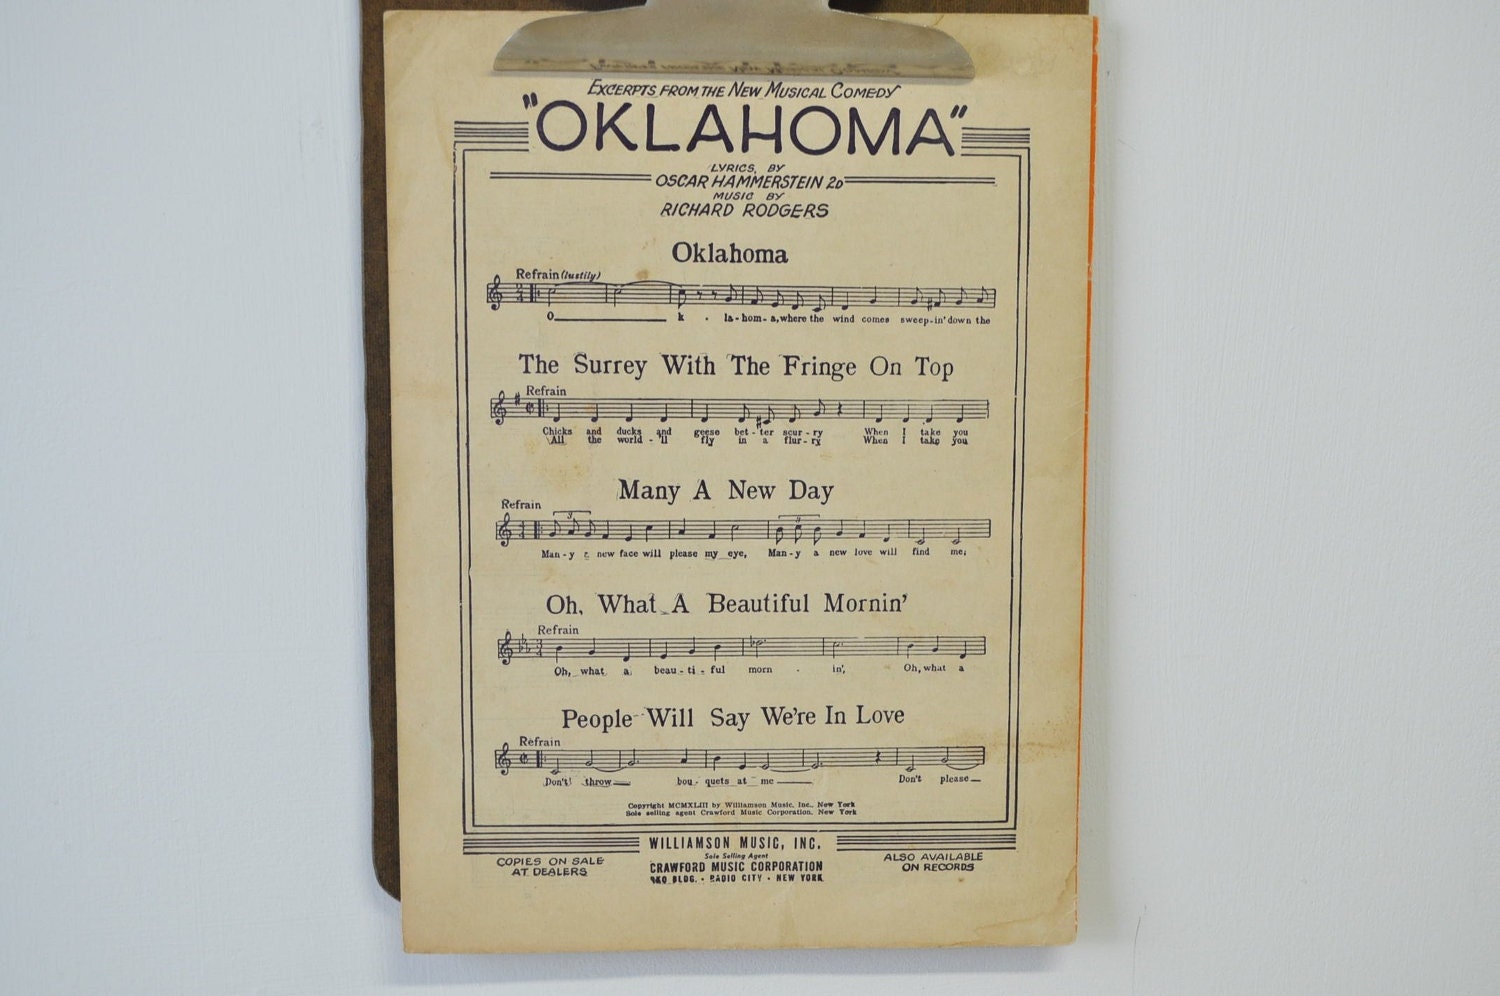 EXCERPTS FROM THE NEW MUSICAL COMEDY
"OKLAHOMA"
LYRICS BY
OSCAR HAMMERSTEIN 2D
MUSIC BY
RICHARD RODGERS
Oklahoma
Refrain (lustily)
O k - la - hom - a, where the wind comes sweep - in' down the
The Surrey With The Fringe On Top
Refrain
Chicks and ducks and geese bet - ter scur - ry When I take you
All the world - 'll fly in a flur - ry When I take you
Many A New Day
Refrain
Man - y a new face will please my eye, Man - y a new love will find me;
Oh, What A Beautiful Mornin'
Refrain
Oh, what a beau - ti - ful morn - in', Oh, what a
People Will Say We're In Love
Refrain
Don't throw bou - quets at me Don't please
Copyright MCMXLIII by Williamson Music, Inc., New York
Sole selling agent Crawford Music Corporation, New York
WILLIAMSON MUSIC, INC.
Sole Selling Agent
CRAWFORD MUSIC CORPORATION
RKO BLDG. · RADIO CITY · NEW YORK
COPIES ON SALE
AT DEALERS
ALSO AVAILABLE
ON RECORDS